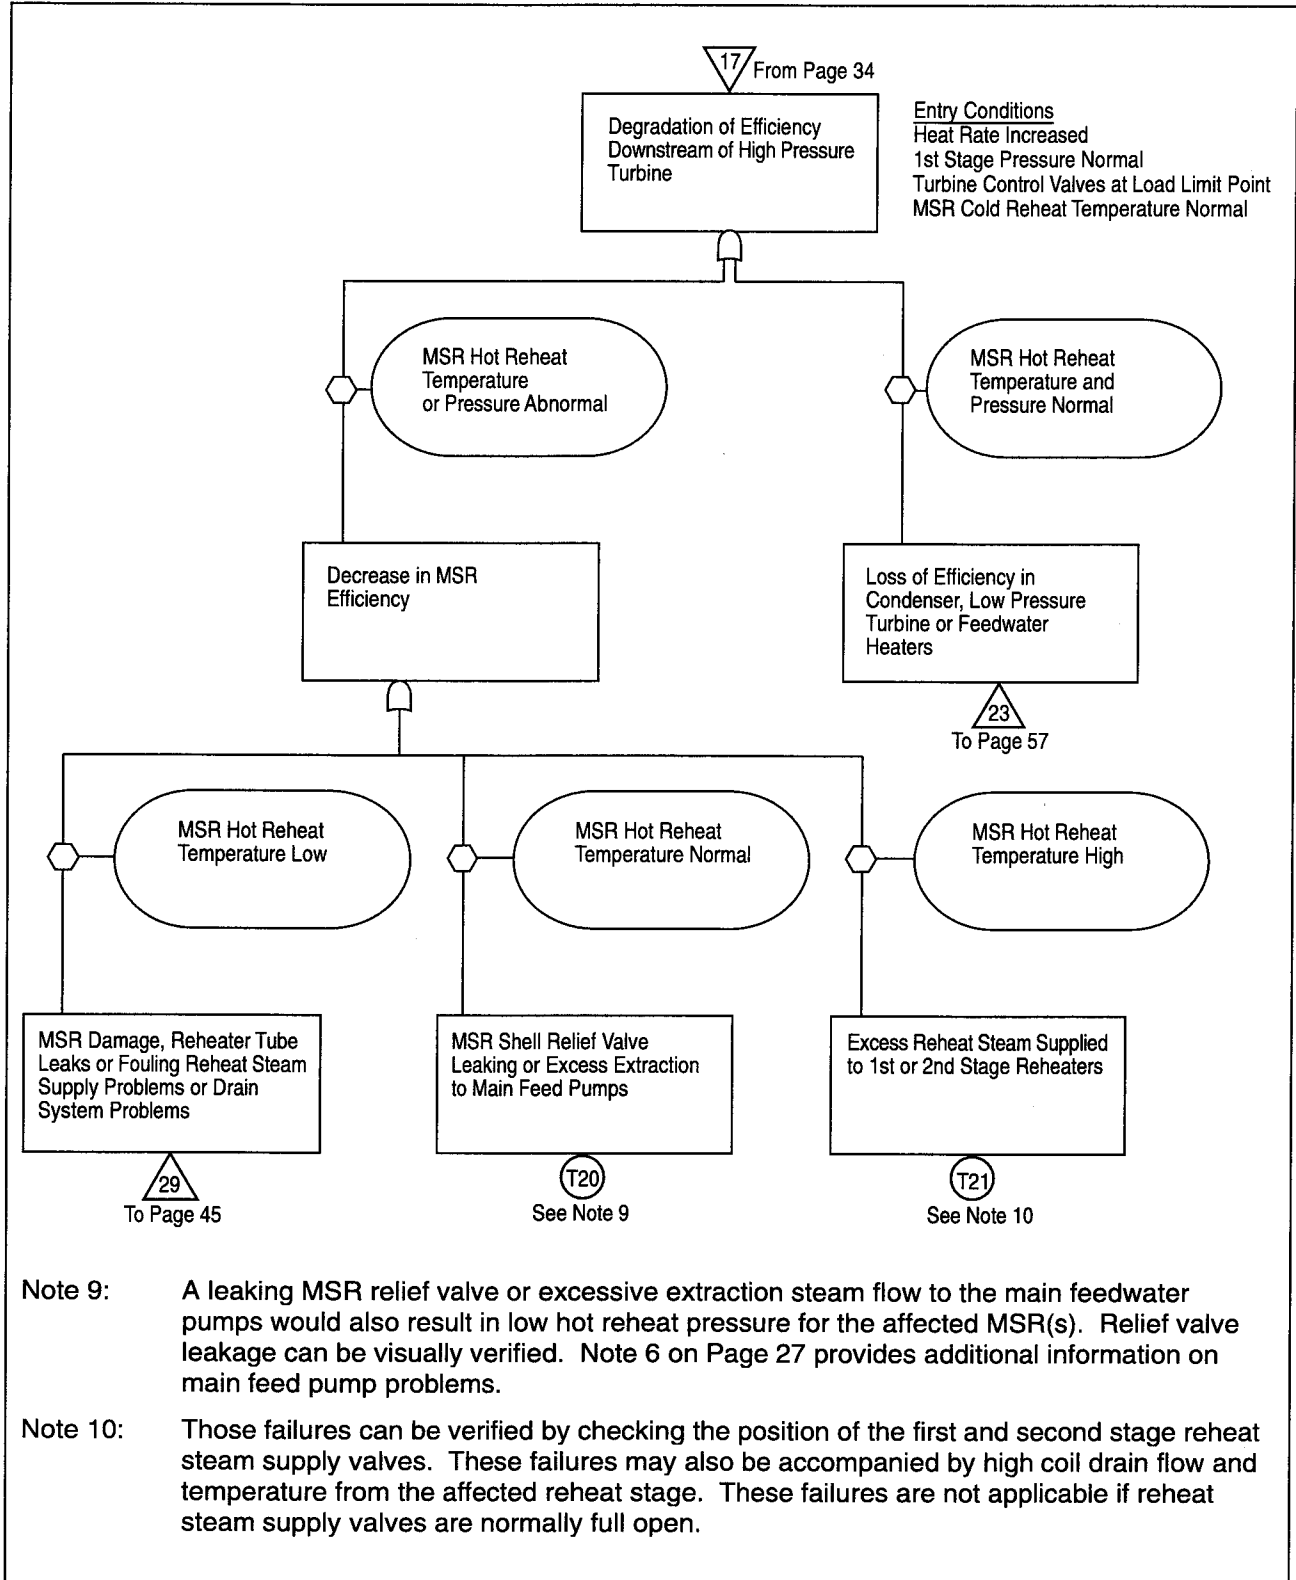 17
From Page 34
Degradation of Efficiency
Downstream of High Pressure
Turbine
Entry Conditions
Heat Rate Increased
1st Stage Pressure Normal
Turbine Control Valves at Load Limit Point
MSR Cold Reheat Temperature Normal
MSR Hot Reheat
Temperature
or Pressure Abnormal
MSR Hot Reheat
Temperature and
Pressure Normal
Decrease in MSR
Efficiency
Loss of Efficiency in
Condenser, Low Pressure
Turbine or Feedwater
Heaters
23
To Page 57
MSR Hot Reheat
Temperature Low
MSR Hot Reheat
Temperature Normal
MSR Hot Reheat
Temperature High
MSR Damage, Reheater Tube
Leaks or Fouling Reheat Steam
Supply Problems or Drain
System Problems
29
To Page 45
MSR Shell Relief Valve
Leaking or Excess Extraction
to Main Feed Pumps
T20
See Note 9
Excess Reheat Steam Supplied
to 1st or 2nd Stage Reheaters
T21
See Note 10
Note 9: A leaking MSR relief valve or excessive extraction steam flow to the main feedwater
pumps would also result in low hot reheat pressure for the affected MSR(s). Relief valve
leakage can be visually verified. Note 6 on Page 27 provides additional information on
main feed pump problems.
Note 10: Those failures can be verified by checking the position of the first and second stage reheat
steam supply valves. These failures may also be accompanied by high coil drain flow and
temperature from the affected reheat stage. These failures are not applicable if reheat
steam supply valves are normally full open.